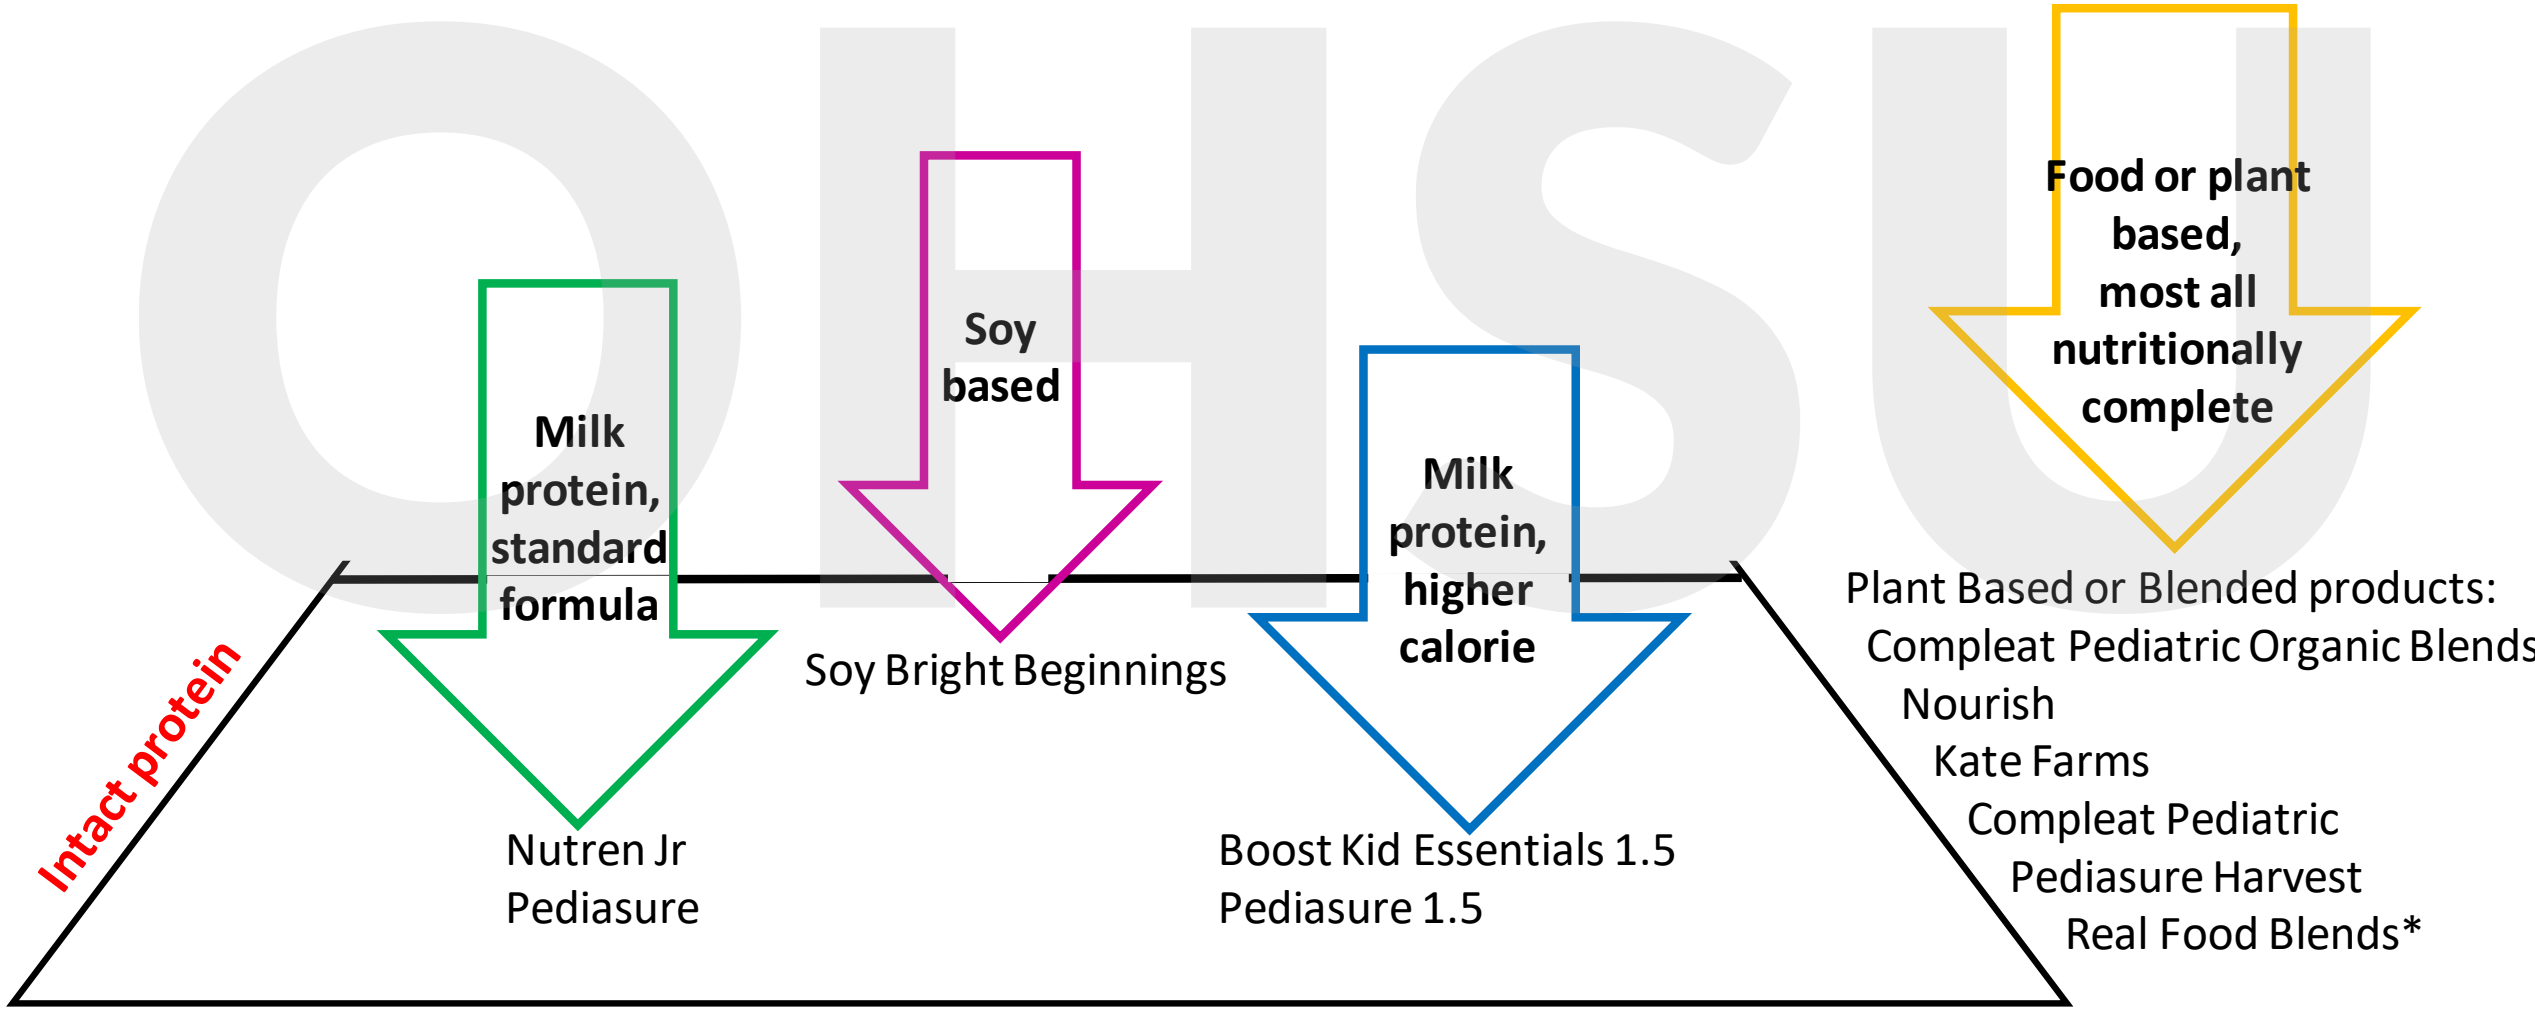 OHSU
Food or plant
based,
most all
nutritionally
complete
Soy
based
Milk
protein,
standard
formula
Milk
protein,
higher
calorie
Intact protein
Soy Bright Beginnings
Nutren Jr
Pediasure
Boost Kid Essentials 1.5
Pediasure 1.5
Plant Based or Blended products:
Compleat Pediatric Organic Blends
Nourish
Kate Farms
Compleat Pediatric
Pediasure Harvest
Real Food Blends*